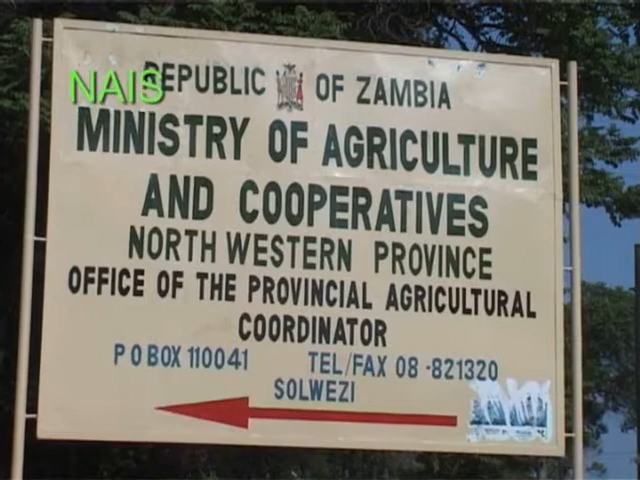 NAIS
REPUBLIC OF ZAMBIA
MINISTRY OF AGRICULTURE
AND COOPERATIVES
NORTH WESTERN PROVINCE
OFFICE OF THE PROVINCIAL AGRICULTURAL
COORDINATOR
P O BOX 110041 TEL/FAX 08-821320
SOLWEZI